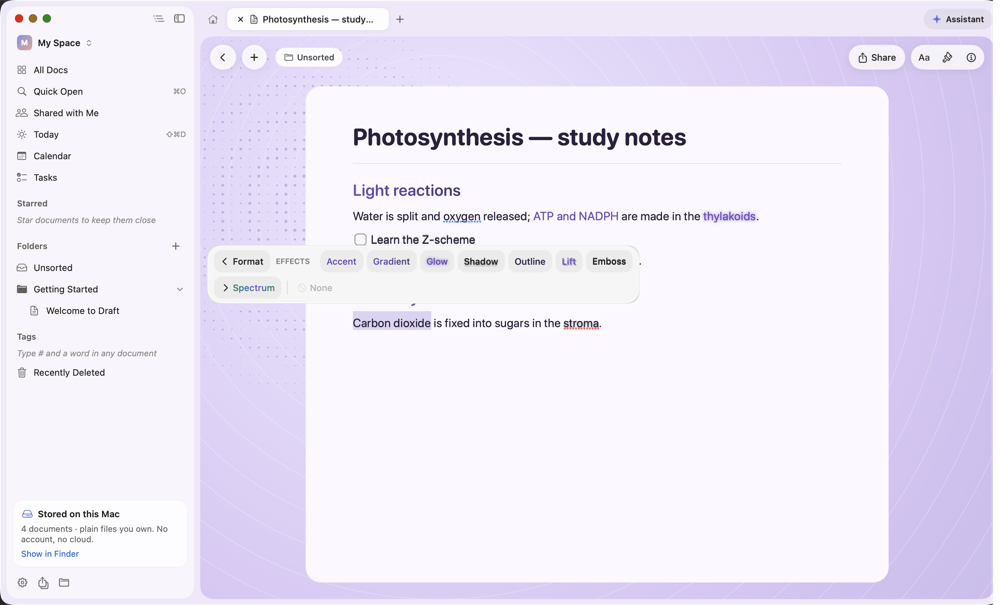 Photosynthesis — study...
Assistant
M My Space
All Docs
Quick Open ⌘O
Shared with Me
Today ⇧⌘D
Calendar
Tasks
Starred
Star documents to keep them close
Folders
Unsorted
Getting Started
Welcome to Draft
Tags
Type # and a word in any document
Recently Deleted
Stored on this Mac
4 documents · plain files you own. No
account, no cloud.
Show in Finder
Unsorted
Share
Aa
Photosynthesis — study notes
Light reactions
Water is split and oxygen released; ATP and NADPH are made in the thylakoids.
Learn the Z-scheme
Format EFFECTS Accent Gradient Glow Shadow Outline Lift Emboss
Spectrum None
Carbon dioxide is fixed into sugars in the stroma.